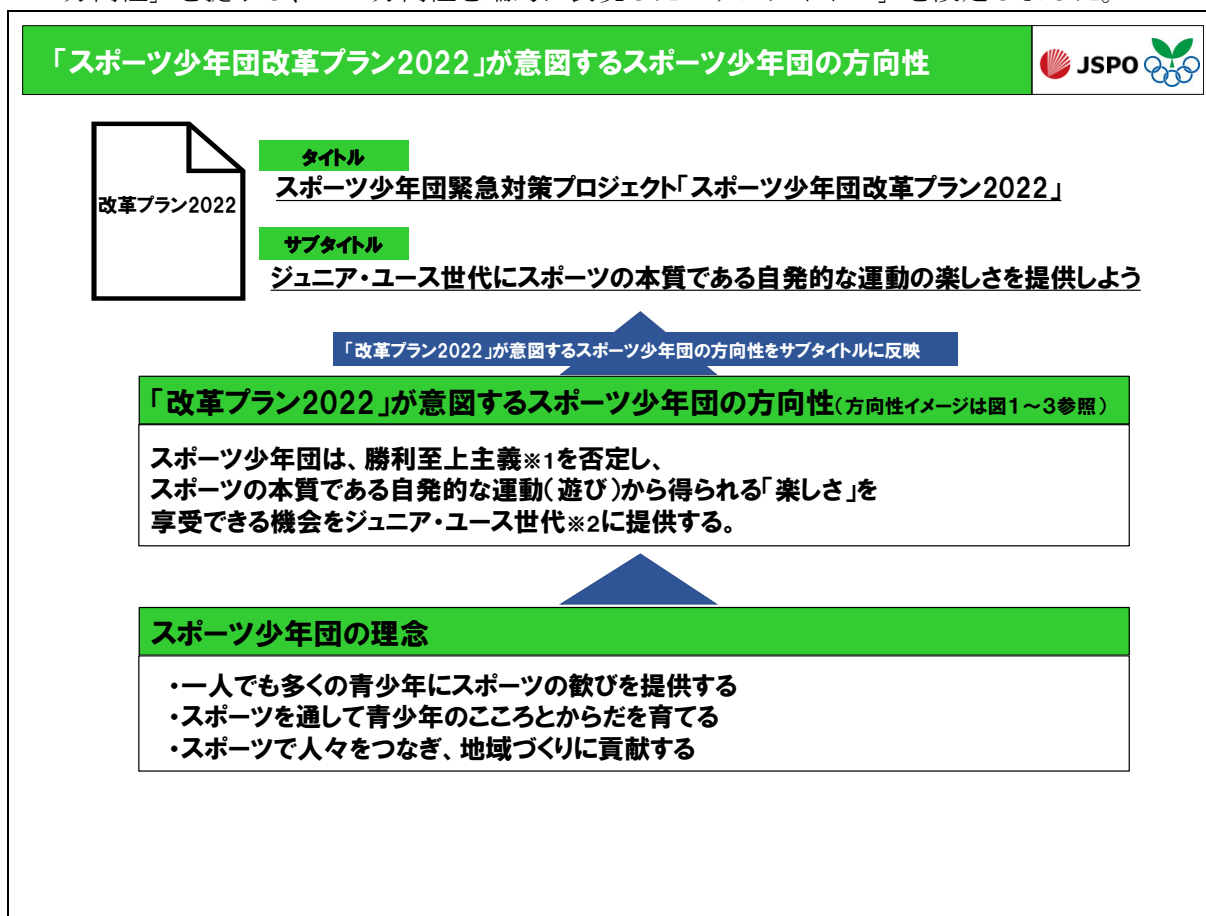 「スポーツ少年団改革プラン2022」が意図するスポーツ少年団の方向性
JSPO
改革プラン2022
タイトル
スポーツ少年団緊急対策プロジェクト「スポーツ少年団改革プラン2022」
サブタイトル
ジュニア・ユース世代にスポーツの本質である自発的な運動の楽しさを提供しよう
「改革プラン2022」が意図するスポーツ少年団の方向性をサブタイトルに反映
「改革プラン2022」が意図するスポーツ少年団の方向性(方向性イメージは図1～3参照)
スポーツ少年団は、勝利至上主義※1を否定し、
スポーツの本質である自発的な運動(遊び)から得られる「楽しさ」を
享受できる機会をジュニア・ユース世代※2に提供する。
スポーツ少年団の理念
・一人でも多くの青少年にスポーツの歓びを提供する
・スポーツを通して青少年のこころとからだを育てる
・スポーツで人々をつなぎ、地域づくりに貢献する